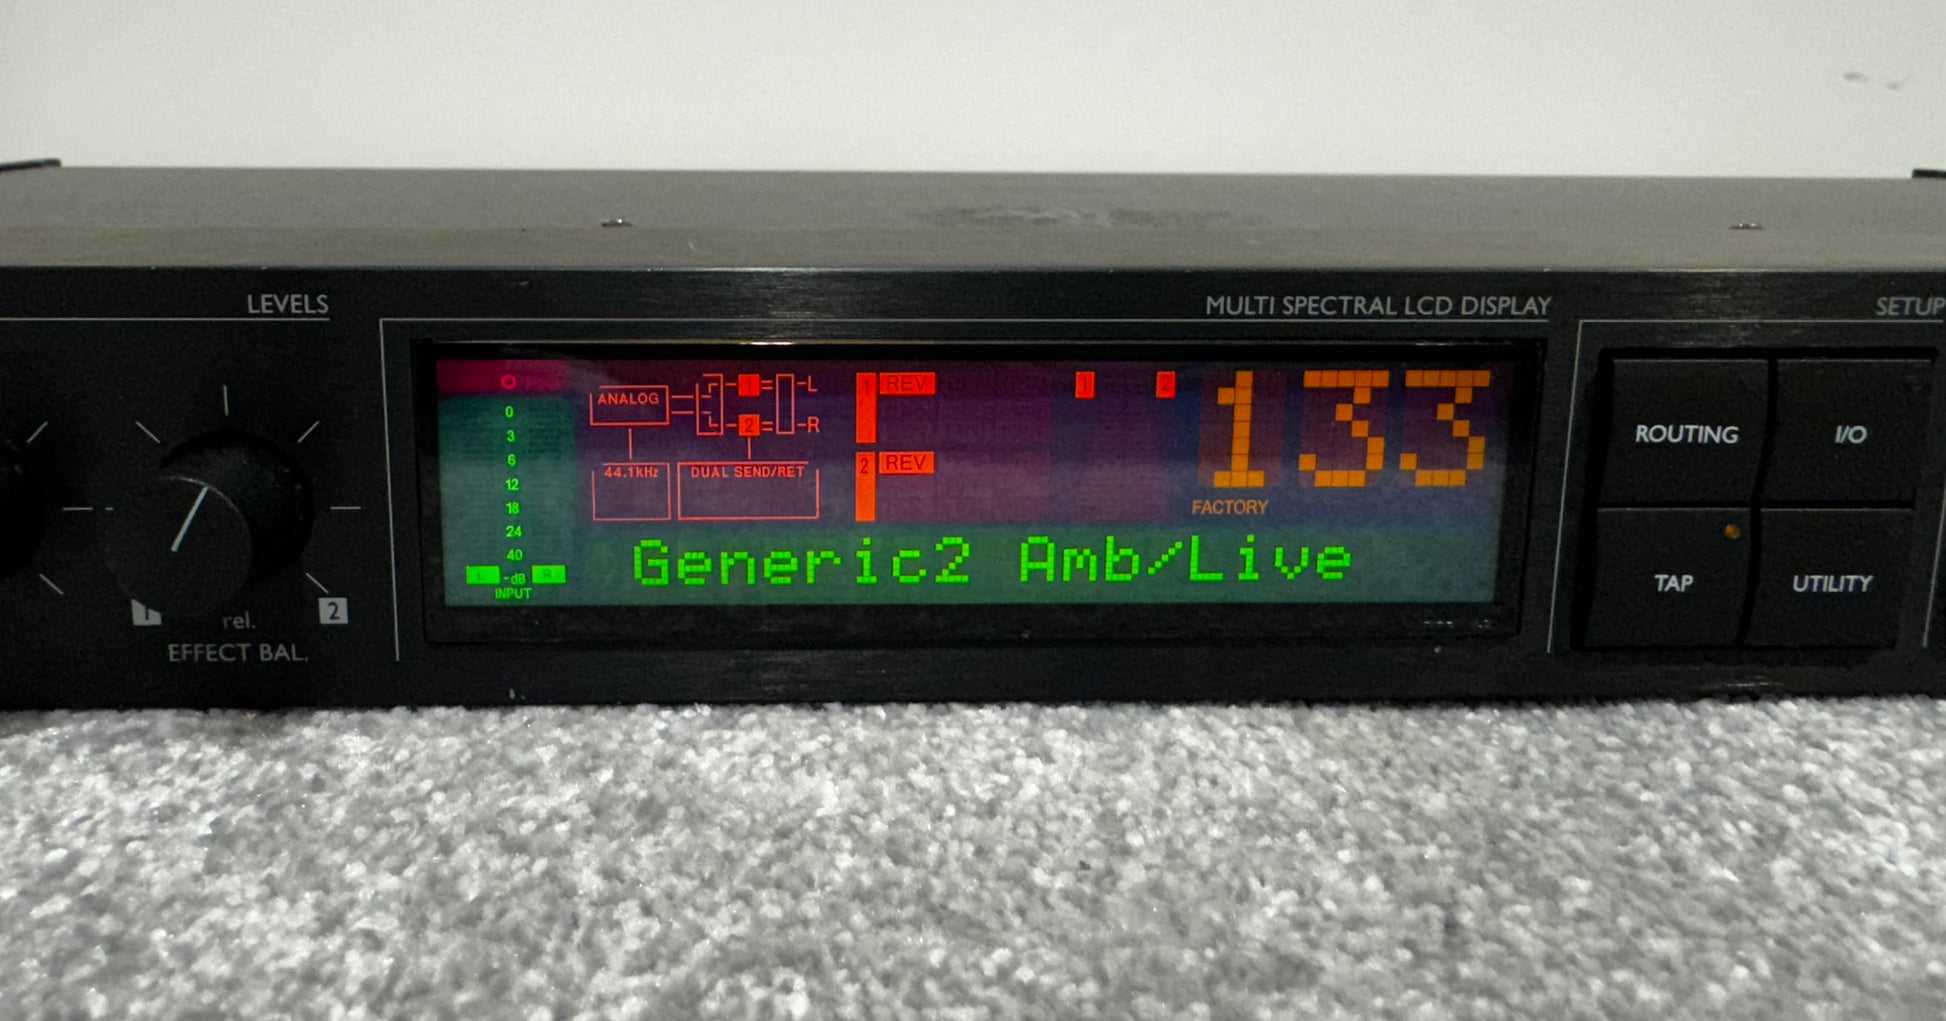 LEVELS
MULTI SPECTRAL LCD DISPLAY
SETUP
1 rel. 2
EFFECT BAL.
0
3
6
12
18
24
40
L -dB R
INPUT
ANALOG
1 L
2 R
44.1kHz
DUAL SEND/RET
1 REV
2 REV
1 2
133
FACTORY
Generic2 Amb/Live
ROUTING
I/O
TAP
UTILITY